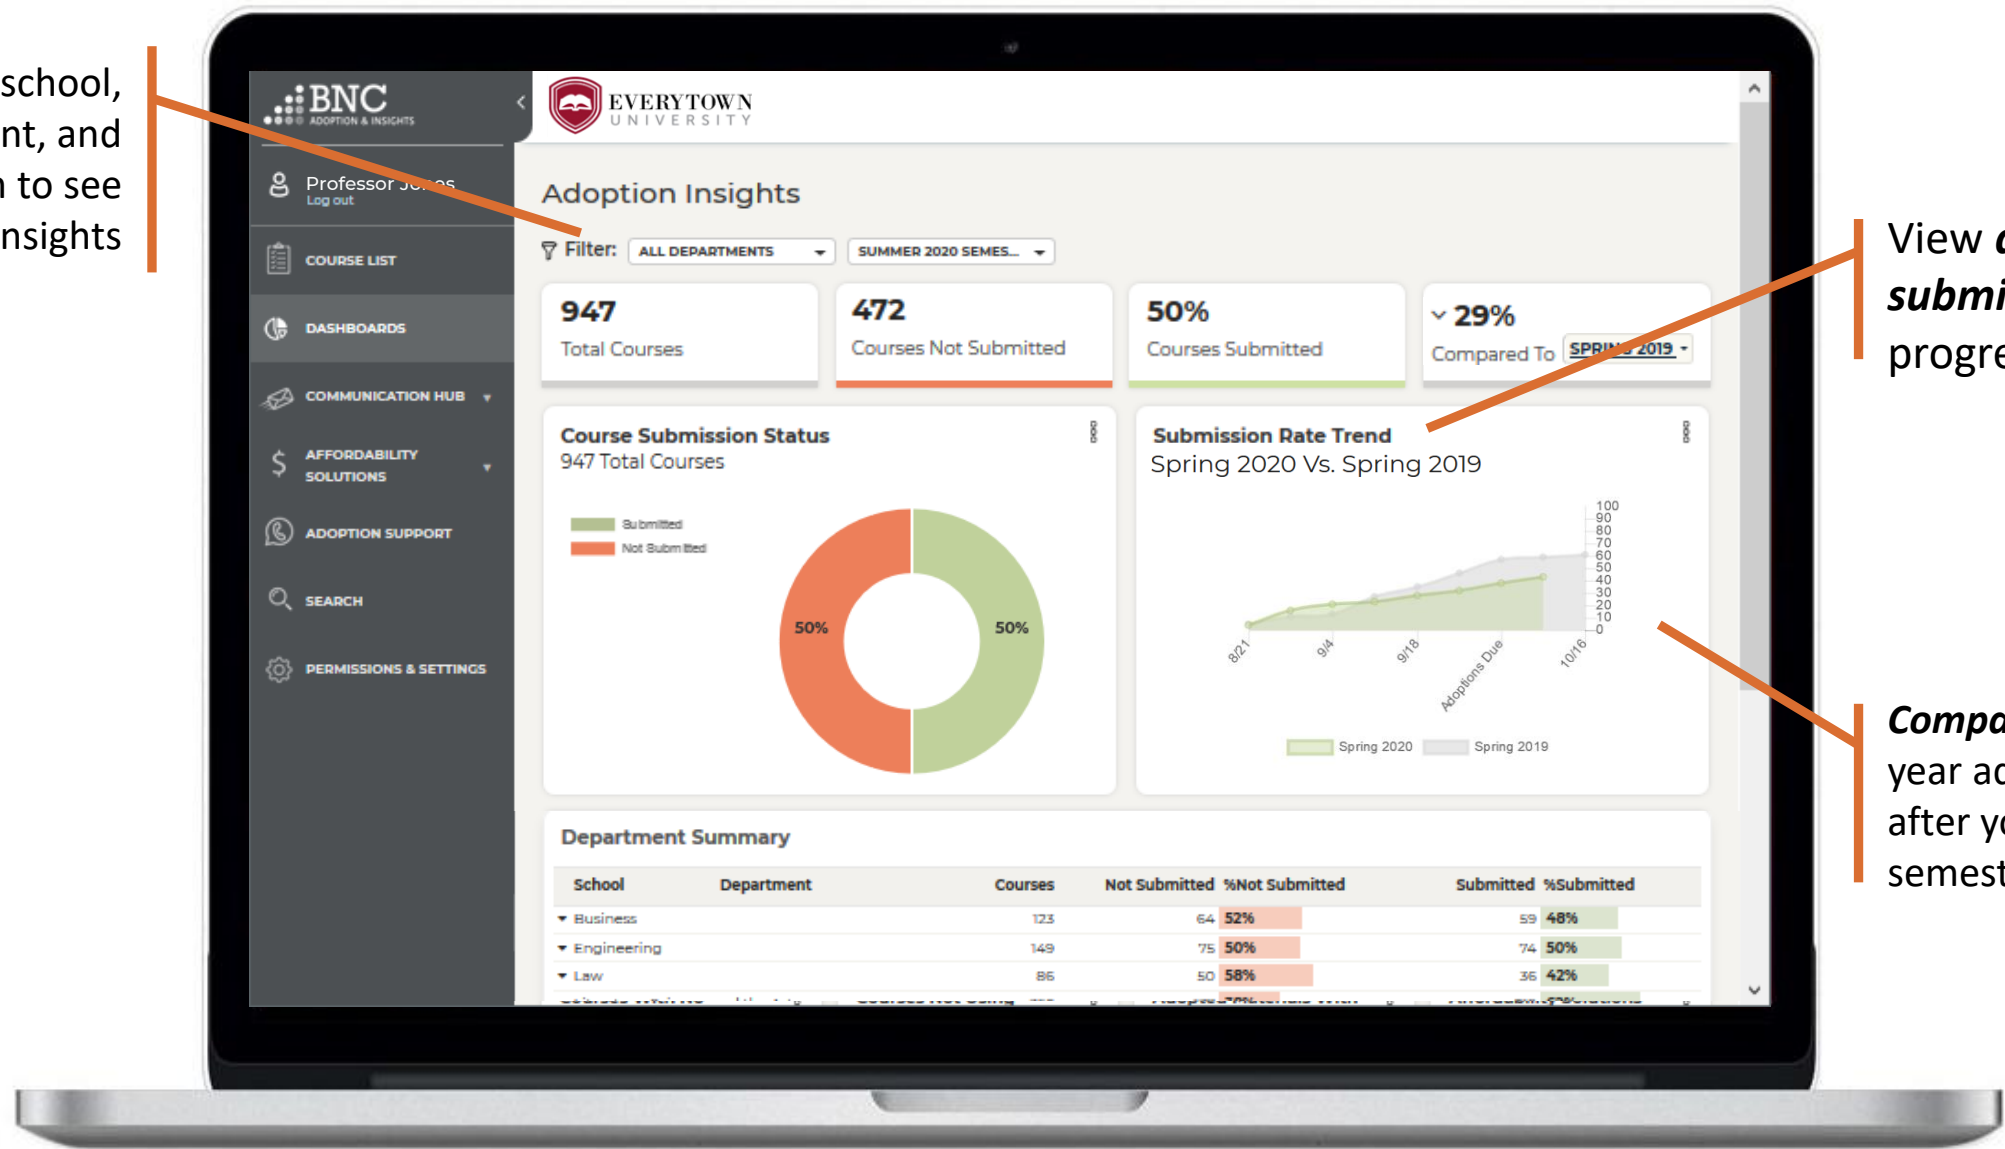 school,
nt, and
n to see
nsights
BNC
ADOPTION & INSIGHTS
Professor Jones
Log out
COURSE LIST
DASHBOARDS
COMMUNICATION HUB
AFFORDABILITY
SOLUTIONS
ADOPTION SUPPORT
SEARCH
PERMISSIONS & SETTINGS
EVERYTOWN
UNIVERSITY
Adoption Insights
Filter: ALL DEPARTMENTS SUMMER 2020 SEMES...
947
Total Courses
472
Courses Not Submitted
50%
Courses Submitted
29%
Compared To SPRING 2019
Course Submission Status
947 Total Courses
Submitted
Not Submitted
50% 50%
Submission Rate Trend
Spring 2020 Vs. Spring 2019
100
90
80
70
60
50
40
30
20
10
0
8/21 9/4 9/18 Adoptions Due 10/16
Spring 2020 Spring 2019
Department Summary
School Department Courses Not Submitted %Not Submitted Submitted %Submitted
Business 123 64 52% 59 48%
Engineering 149 75 50% 74 50%
Law 86 50 58% 36 42%
View
submi
progre
Compa
year ad
after yo
semest